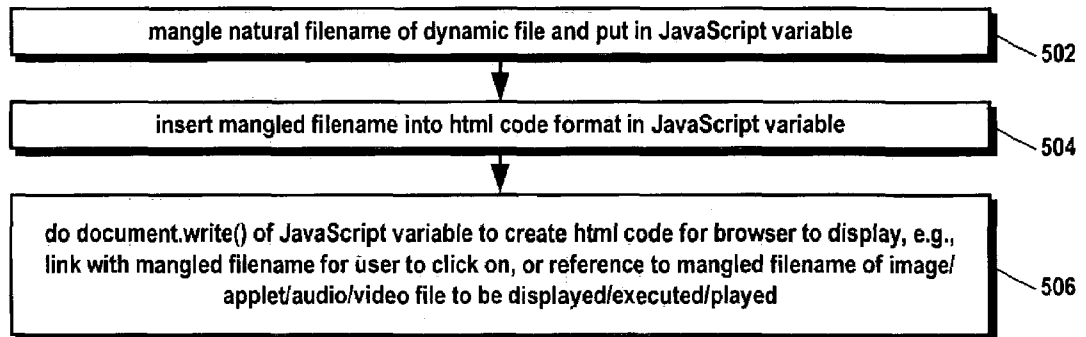 mangle natural filename of dynamic file and put in JavaScript variable
502
insert mangled filename into html code format in JavaScript variable
504
do document.write() of JavaScript variable to create html code for browser to display, e.g.,
link with mangled filename for user to click on, or reference to mangled filename of image/
applet/audio/video file to be displayed/executed/played
506